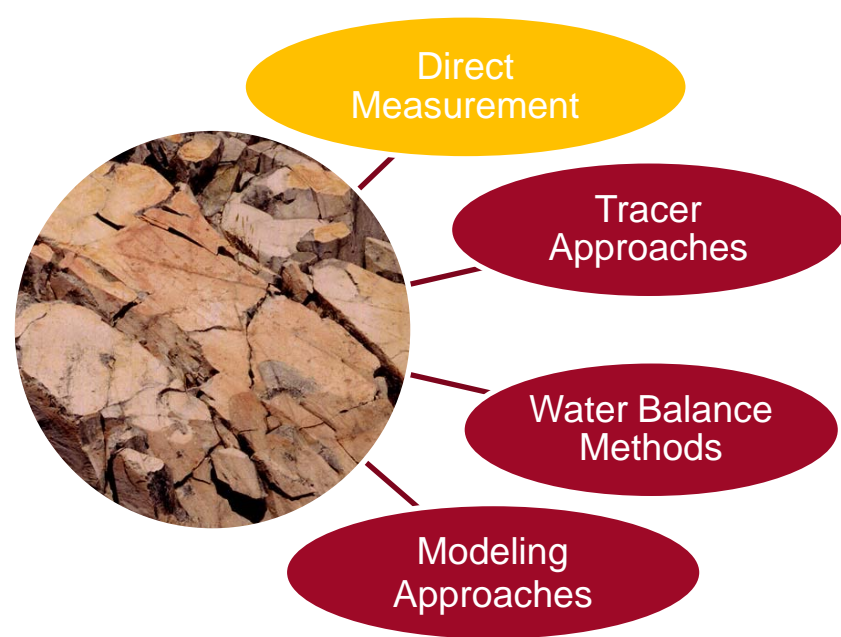 Direct
Measurement
Tracer
Approaches
Water Balance
Methods
Modeling
Approaches